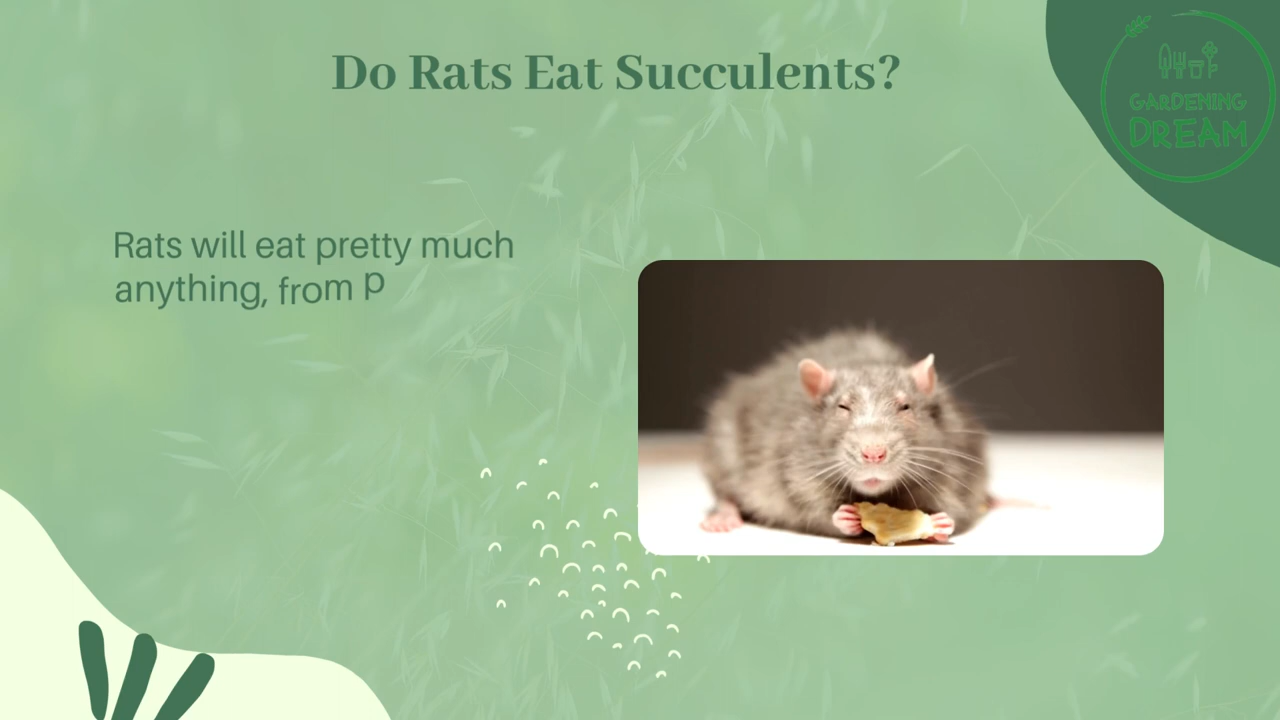 Do Rats Eat Succulents?
GARDENING
DREAM
Rats will eat pretty much
anything, from p